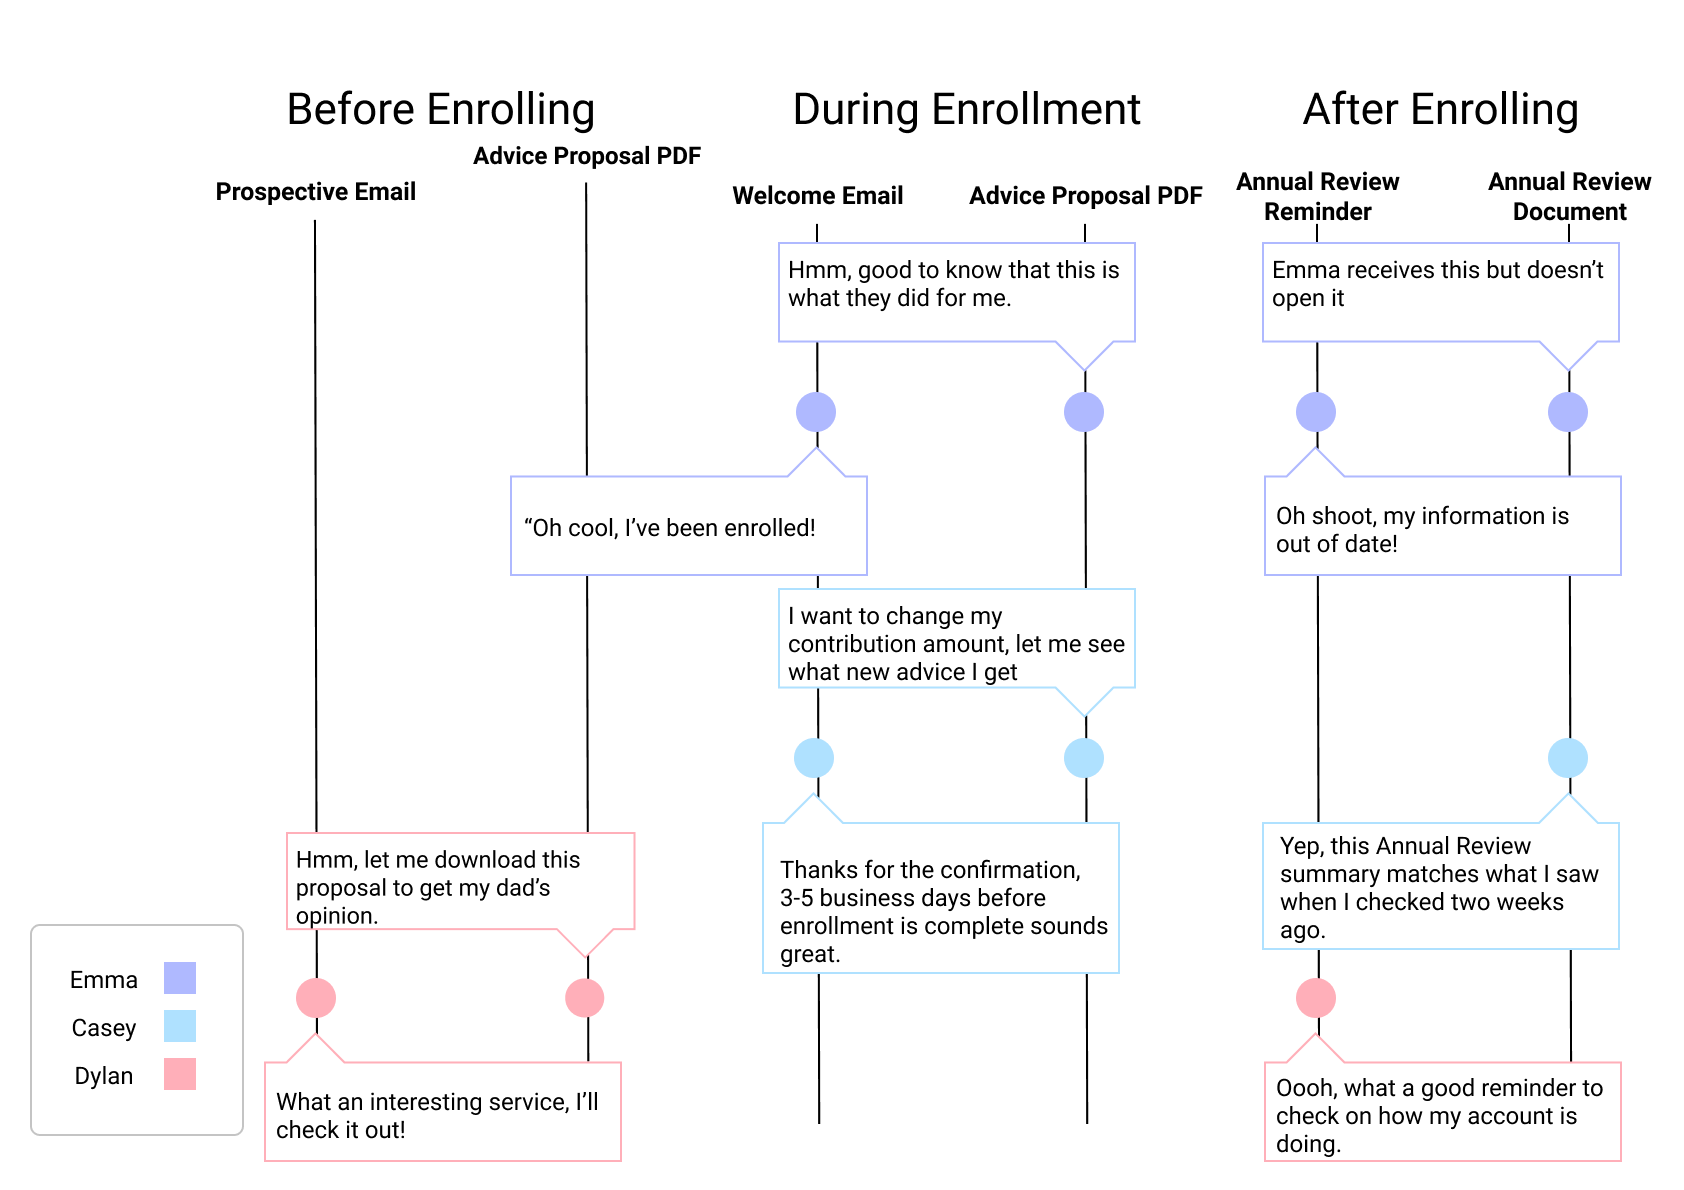 Before Enrolling
During Enrollment
After Enrolling
Advice Proposal PDF
Prospective Email
Welcome Email
Advice Proposal PDF
Annual Review
Reminder
Annual Review
Document
Hmm, good to know that this is
what they did for me.
Emma receives this but doesn’t
open it
“Oh cool, I’ve been enrolled!
Oh shoot, my information is
out of date!
I want to change my
contribution amount, let me see
what new advice I get
Hmm, let me download this
proposal to get my dad’s
opinion.
Thanks for the confirmation,
3-5 business days before
enrollment is complete sounds
great.
Yep, this Annual Review
summary matches what I saw
when I checked two weeks
ago.
Emma
Casey
Dylan
What an interesting service, I’ll
check it out!
Oooh, what a good reminder to
check on how my account is
doing.